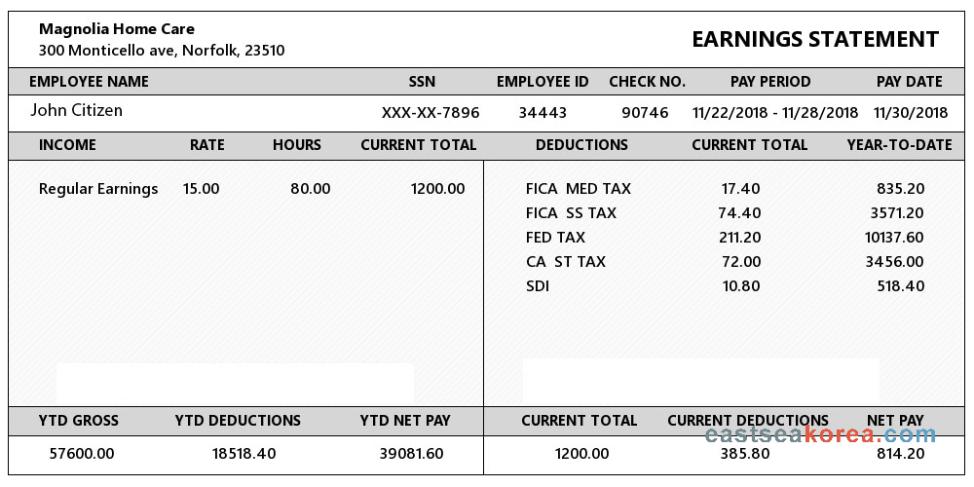 Magnolia Home Care
300 Monticello ave, Norfolk, 23510
EARNINGS STATEMENT
EMPLOYEE NAME SSN EMPLOYEE ID CHECK NO. PAY PERIOD PAY DATE
John Citizen XXX-XX-7896 34443 90746 11/22/2018 - 11/28/2018 11/30/2018
INCOME RATE HOURS CURRENT TOTAL DEDUCTIONS CURRENT TOTAL YEAR-TO-DATE
Regular Earnings 15.00 80.00 1200.00 FICA MED TAX 17.40 835.20
FICA SS TAX 74.40 3571.20
FED TAX 211.20 10137.60
CA ST TAX 72.00 3456.00
SDI 10.80 518.40
YTD GROSS YTD DEDUCTIONS YTD NET PAY CURRENT TOTAL CURRENT DEDUCTIONS NET PAY
eastseakorea.com
57600.00 18518.40 39081.60 1200.00 385.80 814.20